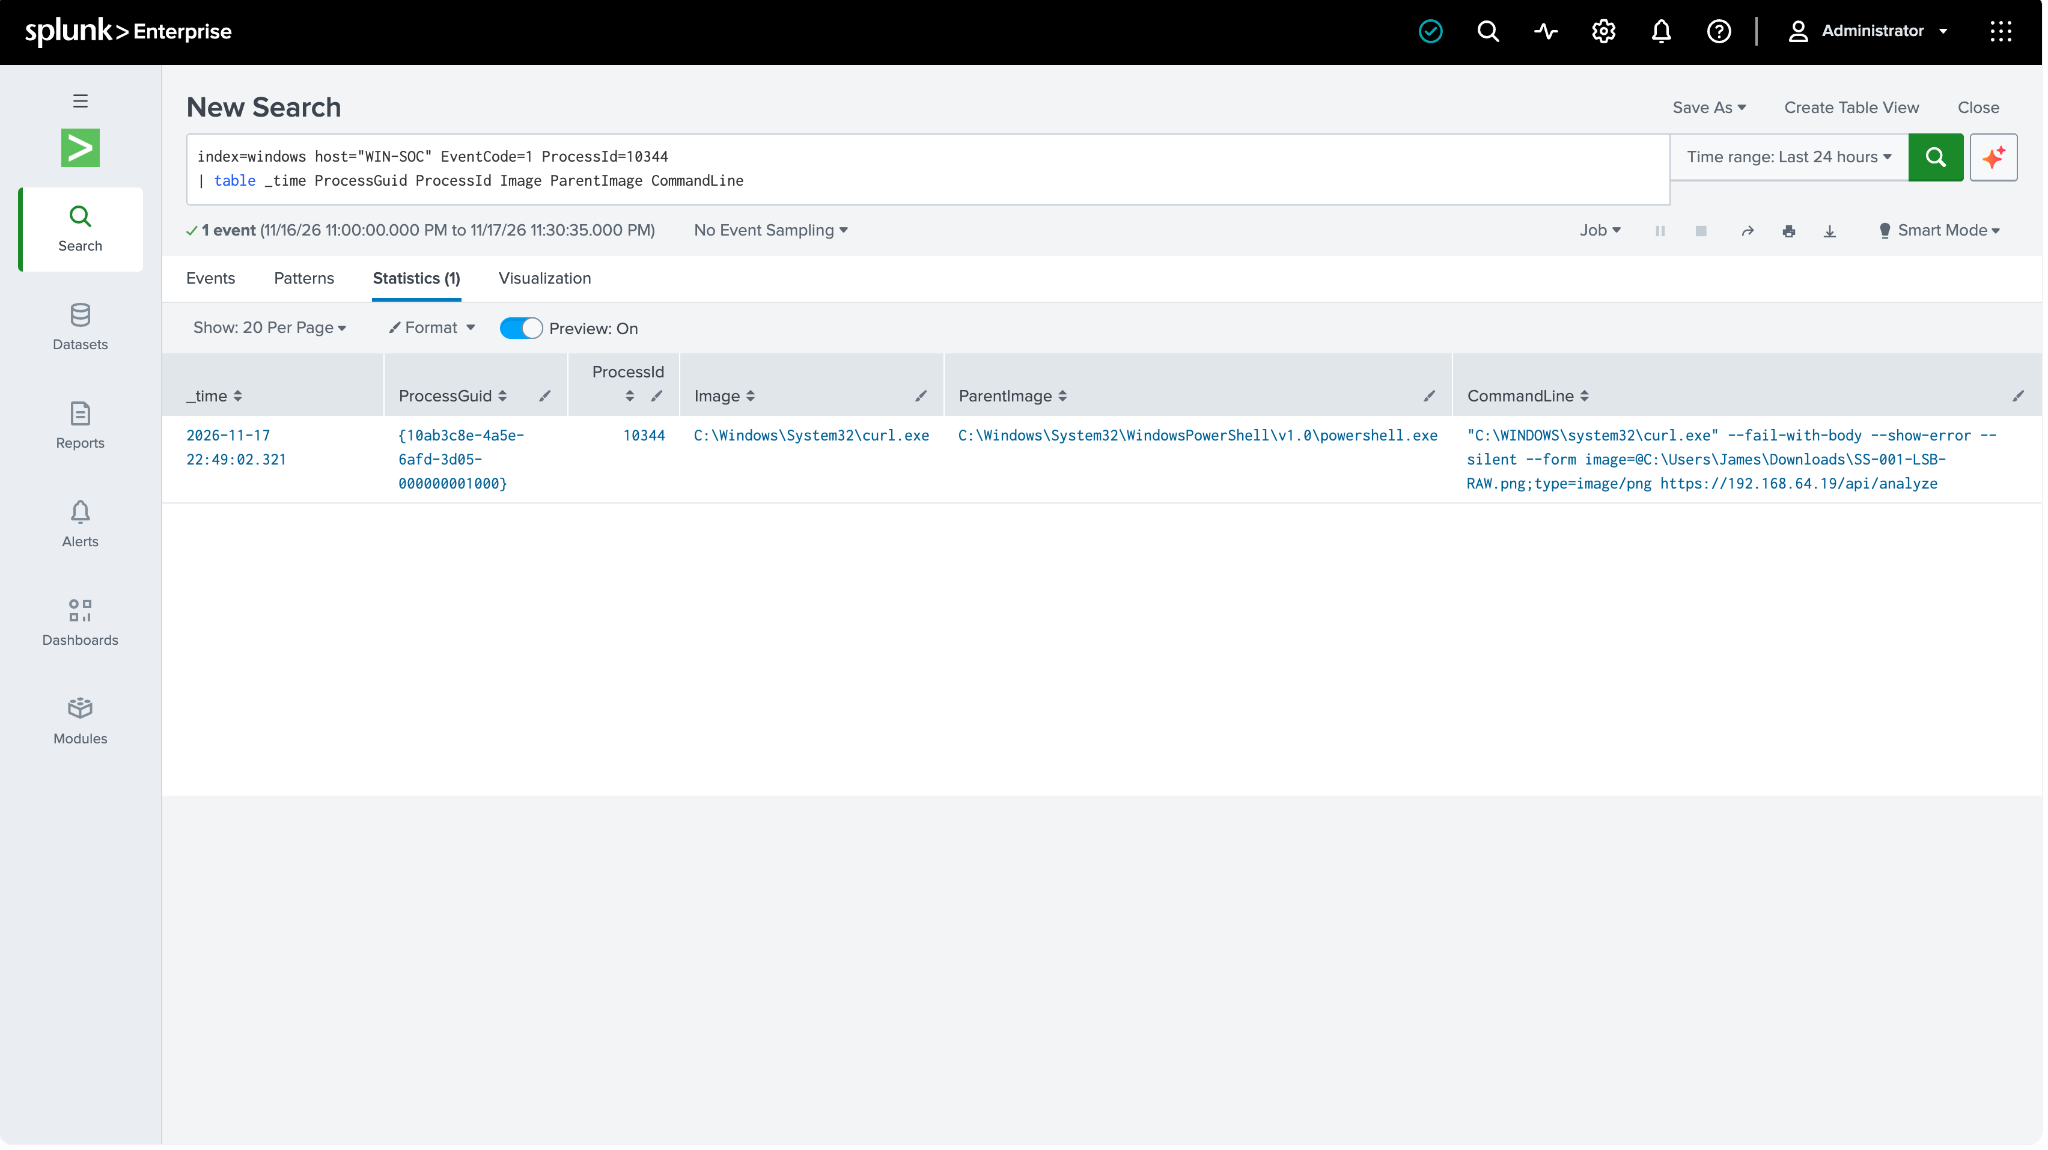 splunk> Enterprise
Administrator
New Search
Save As
Create Table View
Close
index=windows host="WIN-SOC" EventCode=1 ProcessId=10344
| table _time ProcessGuid ProcessId Image ParentImage CommandLine
Time range: Last 24 hours
1 event (11/16/26 11:00:00.000 PM to 11/17/26 11:30:35.000 PM)
No Event Sampling
Job
Smart Mode
Search
Datasets
Reports
Alerts
Dashboards
Modules
Events
Patterns
Statistics (1)
Visualization
Show: 20 Per Page
Format
Preview: On
_time
ProcessGuid
ProcessId
Image
ParentImage
CommandLine
2026-11-17
22:49:02.321
{10ab3c8e-4a5e-
6afd-3d05-
000000001000}
10344
C:\Windows\System32\curl.exe
C:\Windows\System32\WindowsPowerShell\v1.0\powershell.exe
"C:\WINDOWS\system32\curl.exe" --fail-with-body --show-error --
silent --form image=@C:\Users\James\Downloads\SS-001-LSB-
RAW.png;type=image/png https://192.168.64.19/api/analyze